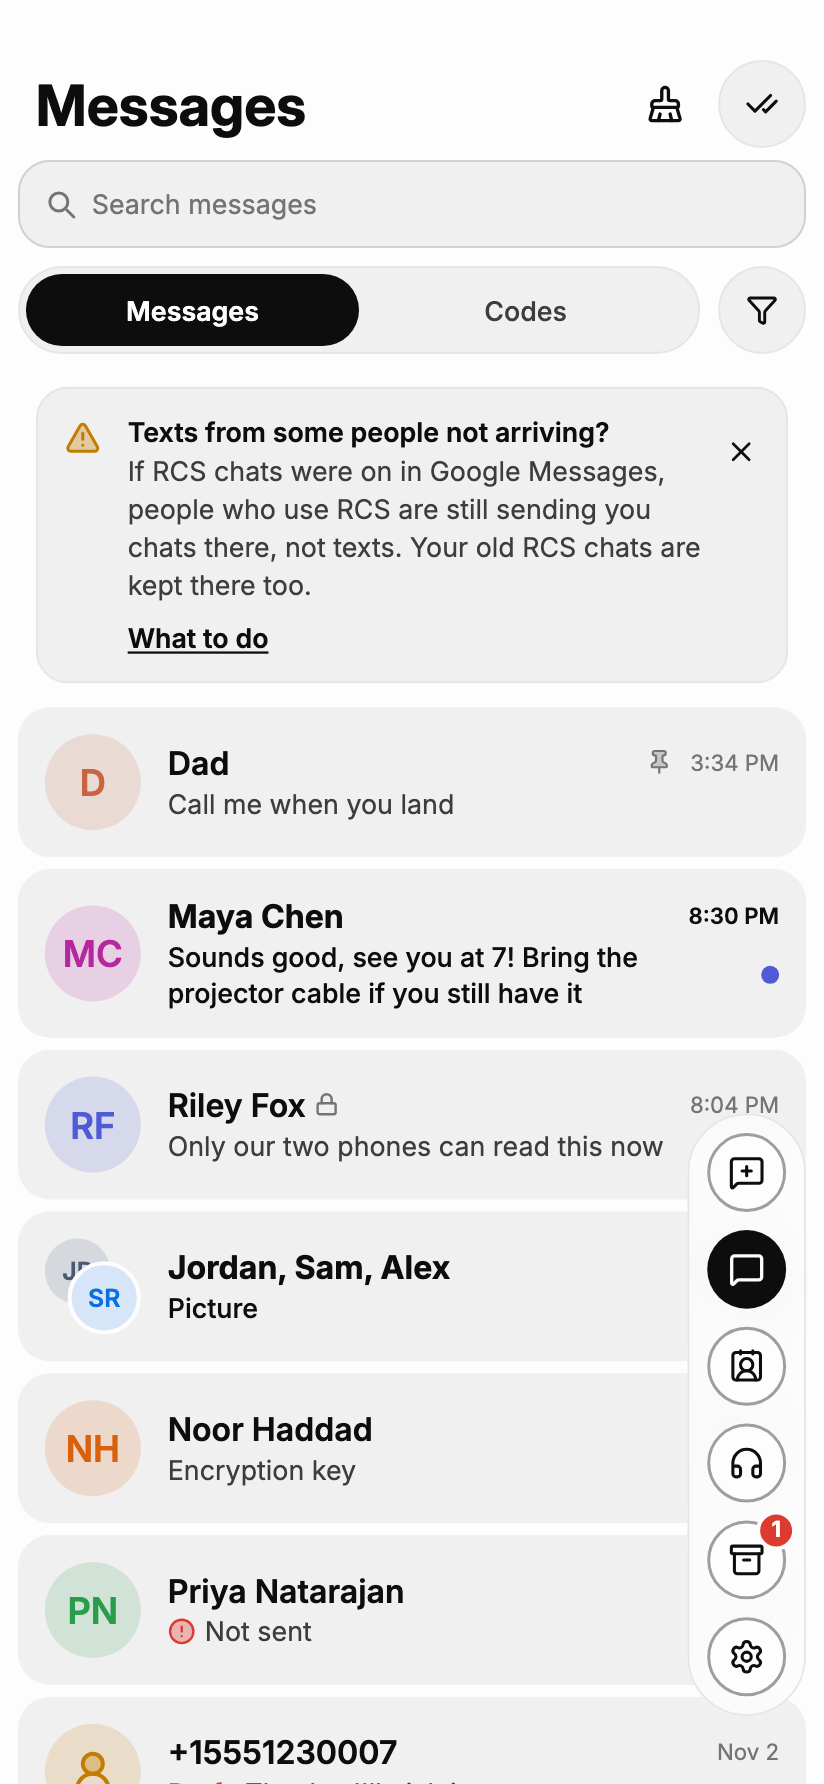 Messages
Search messages
Messages
Codes
Texts from some people not arriving?
If RCS chats were on in Google Messages,
people who use RCS are still sending you
chats there, not texts. Your old RCS chats are
kept there too.
What to do
D
Dad
3:34 PM
Call me when you land
MC
Maya Chen
8:30 PM
Sounds good, see you at 7! Bring the
projector cable if you still have it
RF
Riley Fox
8:04 PM
Only our two phones can read this now
SR
Jordan, Sam, Alex
Picture
NH
Noor Haddad
Encryption key
1
PN
Priya Natarajan
Not sent
+15551230007
Nov 2